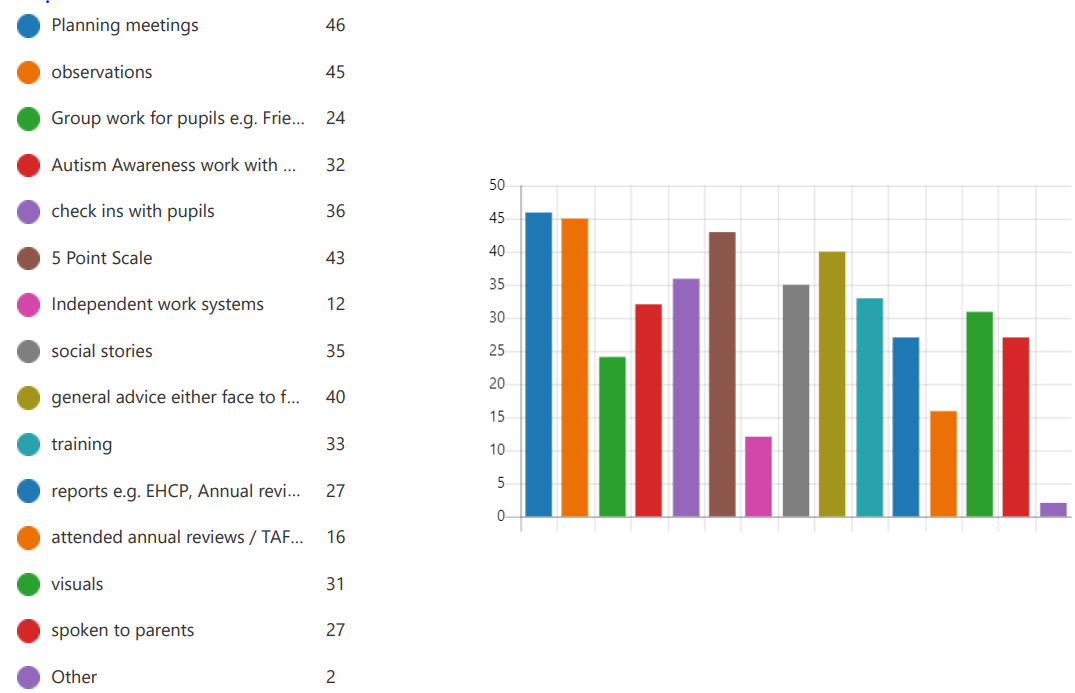 Planning meetings 46
observations 45
Group work for pupils e.g. Frie... 24
Autism Awareness work with ... 32
check ins with pupils 36
5 Point Scale 43
Independent work systems 12
social stories 35
general advice either face to f... 40
training 33
reports e.g. EHCP, Annual revi... 27
attended annual reviews / TAF... 16
visuals 31
spoken to parents 27
Other 2
50
45
40
35
30
25
20
15
10
5
0